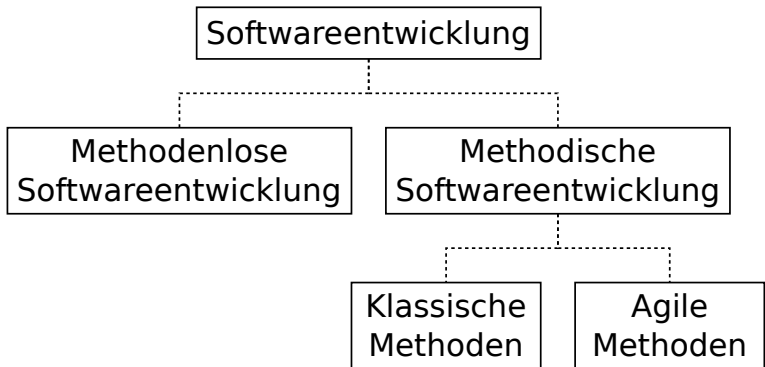 Softwareentwicklung
Methodenlose
Softwareentwicklung
Methodische
Softwareentwicklung
Klassische
Methoden
Agile
Methoden